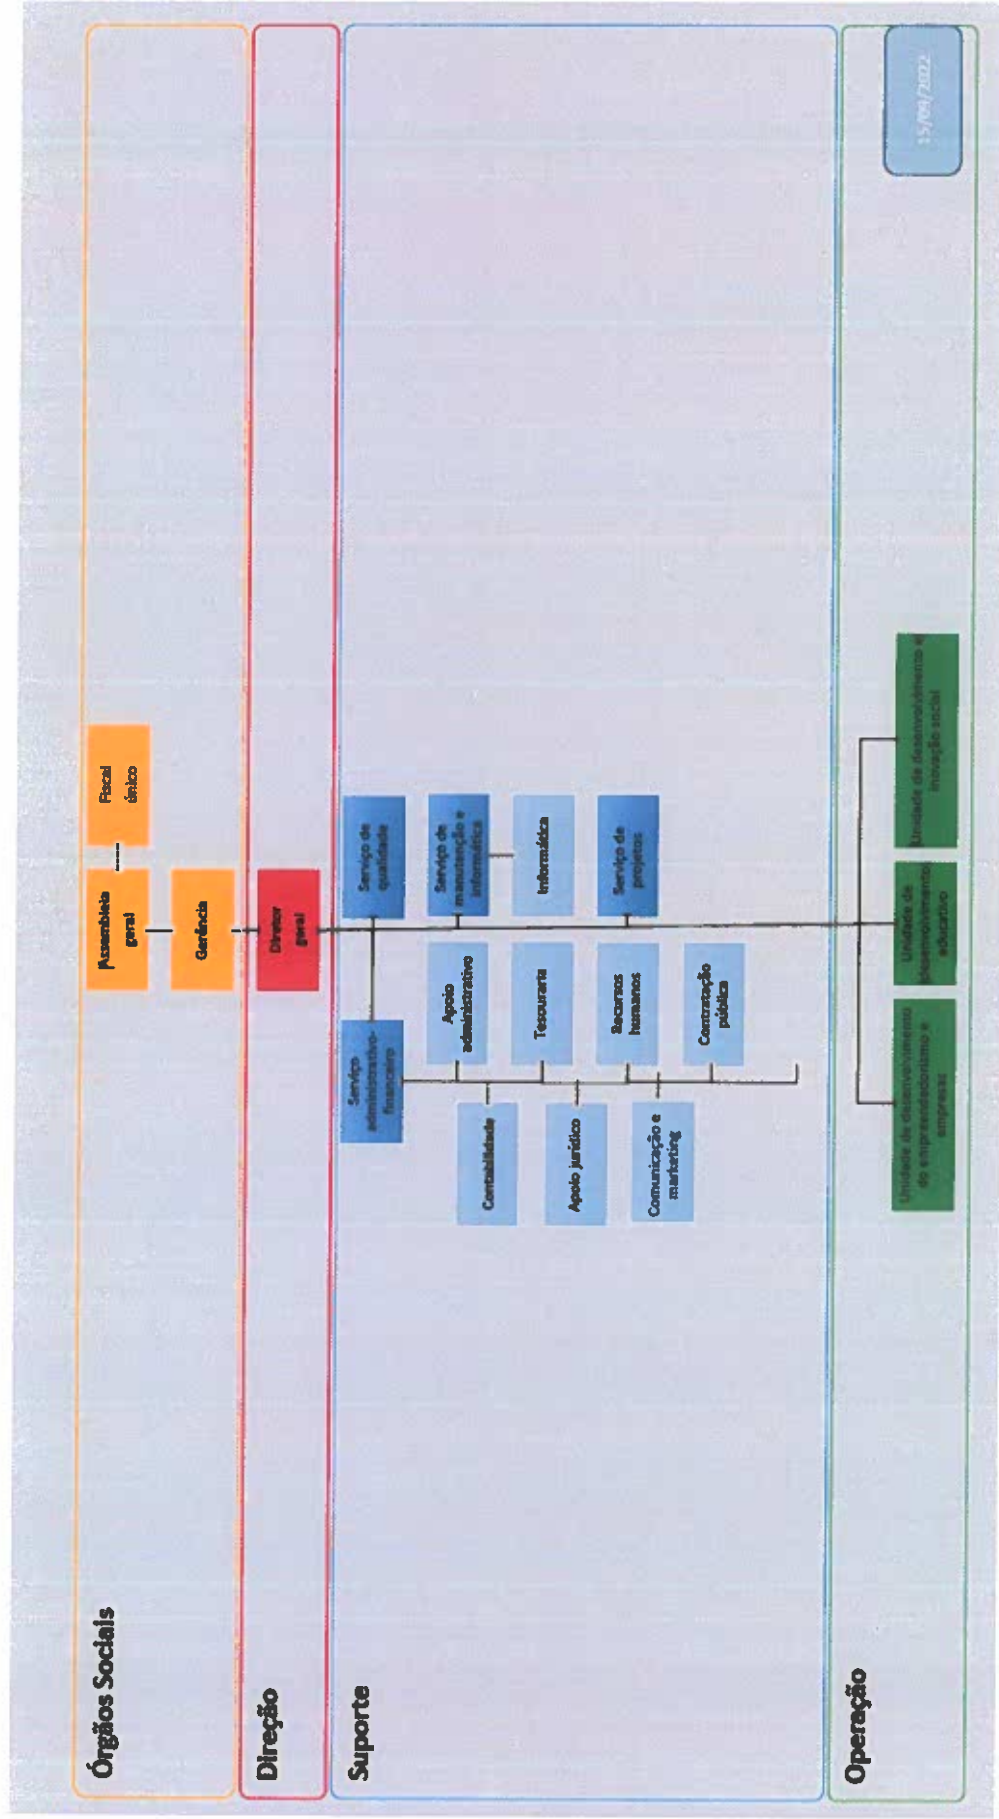 Órgãos Sociais
Assembleia
geral
Fiscal
único
Gerência
Direção
Diretor
geral
Suporte
Serviço
administrativo-
financeiro
Serviço de
qualidade
Apoio
administrativo
Serviço de
manutenção e
informática
Contabilidade
Tesouraria
Informática
Apoio jurídico
Recursos
humanos
Serviço de
projetos
Comunicação e
marketing
Contratação
pública
Operação
Unidade de desenvolvimento
do empreendedorismo e
empresas
Unidade de
desenvolvimento
educativo
Unidade de desenvolvimento e
inovação social
15/09/2022